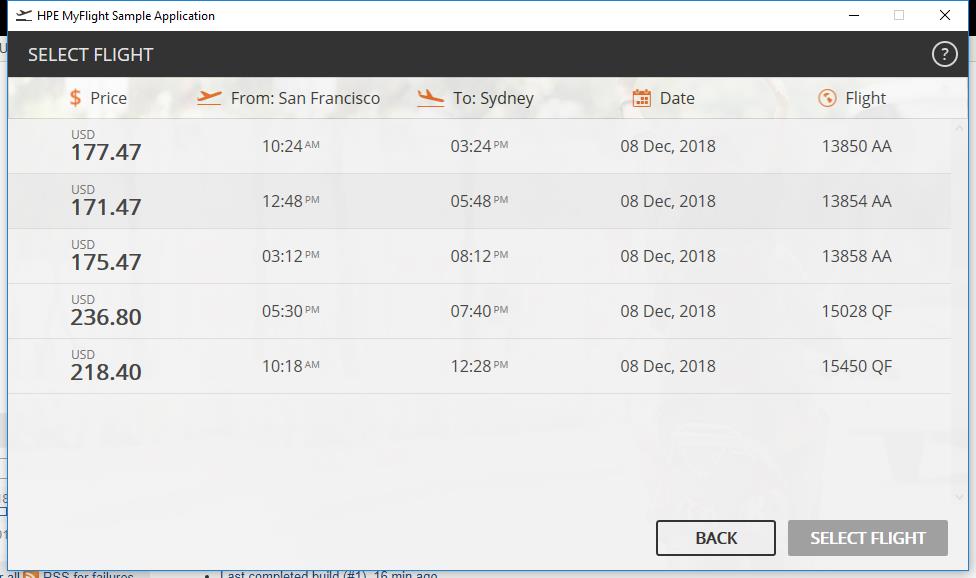 HPE MyFlight Sample Application
SELECT FLIGHT
?
$ Price From: San Francisco To: Sydney Date Flight
USD
177.47 10:24 AM 03:24 PM 08 Dec, 2018 13850 AA
USD
171.47 12:48 PM 05:48 PM 08 Dec, 2018 13854 AA
USD
175.47 03:12 PM 08:12 PM 08 Dec, 2018 13858 AA
USD
236.80 05:30 PM 07:40 PM 08 Dec, 2018 15028 QF
USD
218.40 10:18 AM 12:28 PM 08 Dec, 2018 15450 QF
BACK SELECT FLIGHT
all RSS for failures Last completed build (#1), 16 min ago